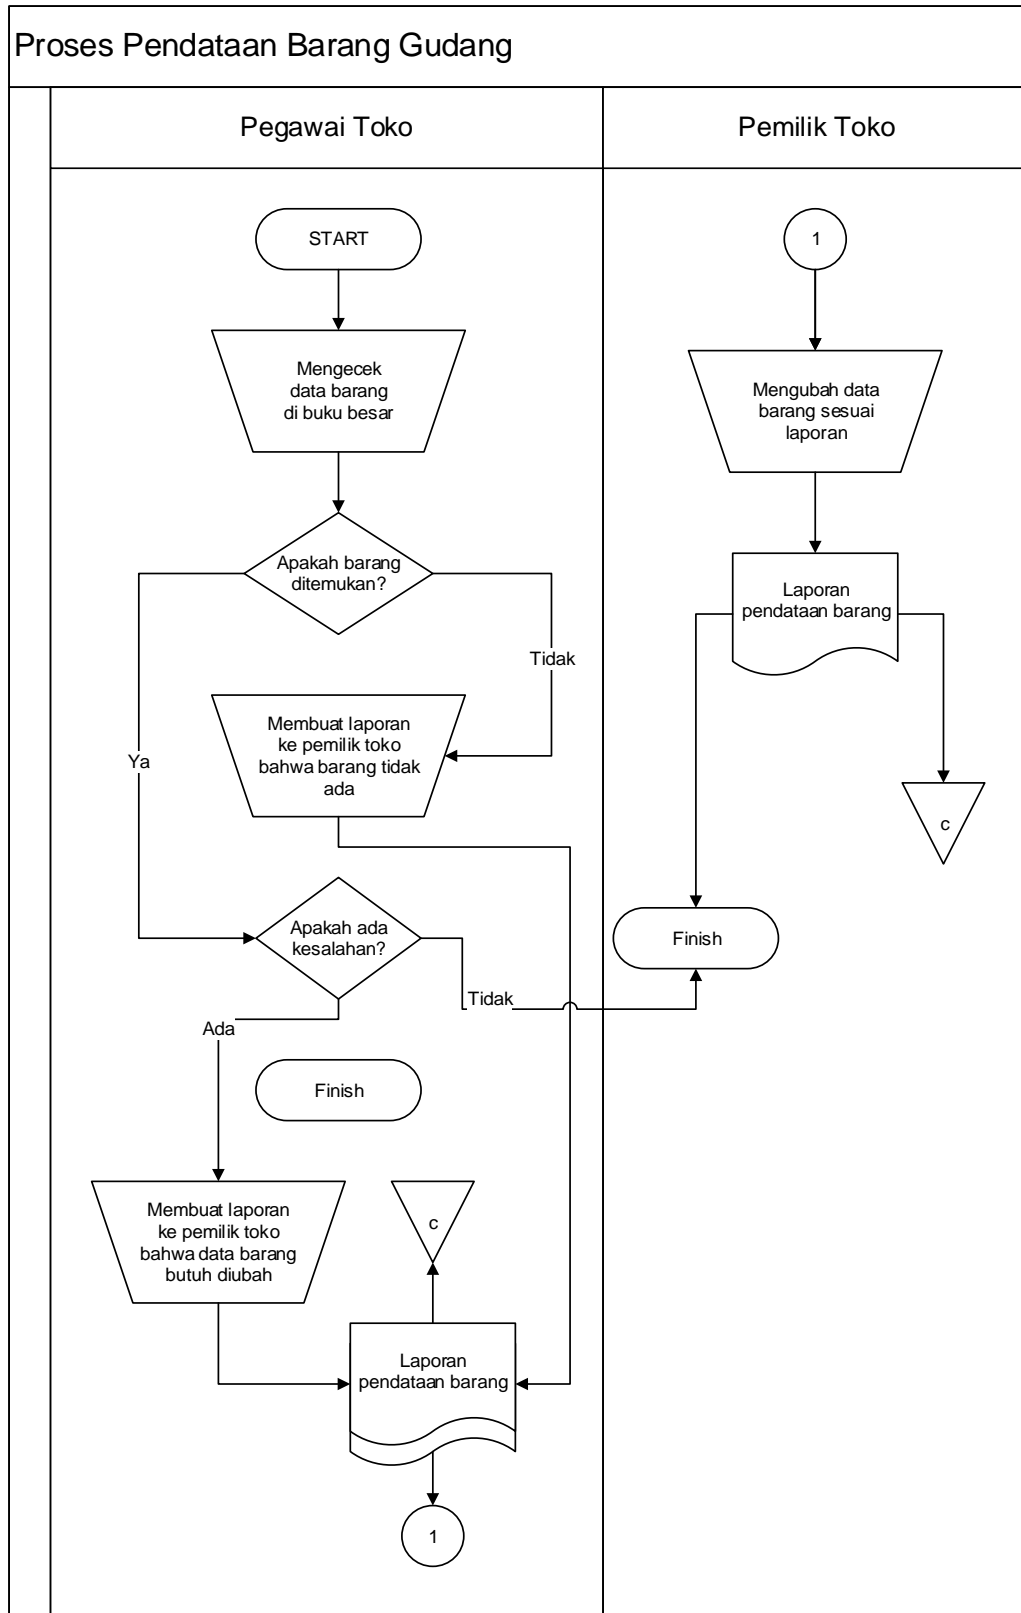 Proses Pendataan Barang Gudang
Pegawai Toko
START
Mengecek
data barang
di buku besar
Apakah barang
ditemukan?
Tidak
Ya
Membuat laporan
ke pemilik toko
bahwa barang tidak
ada
Apakah ada
kesalahan?
Tidak
Ada
Finish
Membuat laporan
ke pemilik toko
bahwa data barang
butuh diubah
c
Laporan
pendataan barang
1
Pemilik Toko
1
Mengubah data
barang sesuai
laporan
Laporan
pendataan barang
c
Finish